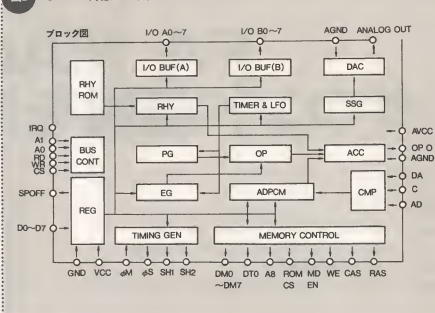 ブロック図
I/O A0〜7 I/O B0〜7 AGND ANALOG OUT
I/O BUF(A) I/O BUF(B) DAC
RHY
ROM
RHY TIMER & LFO SSG
IRQ
A1
A0
RD
WR
CS
BUS
CONT
PG OP ACC
AVCC
OP O
AGND
SPOFF
REG
EG ADPCM CMP
DA
C
AD
D0〜D7
TIMING GEN MEMORY CONTROL
GND VCC φM φS SH1 SH2 DM0 DT0 A8 ROM MD WE CAS RAS
〜DM7 CS EN